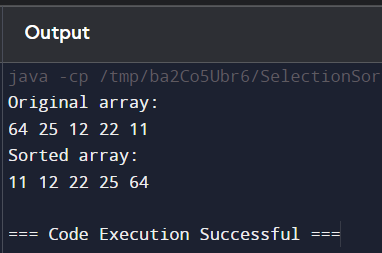 Output
java -cp /tmp/ba2Co5Ubr6/SelectionSor
Original array:
64 25 12 22 11
Sorted array:
11 12 22 25 64
=== Code Execution Successful ===